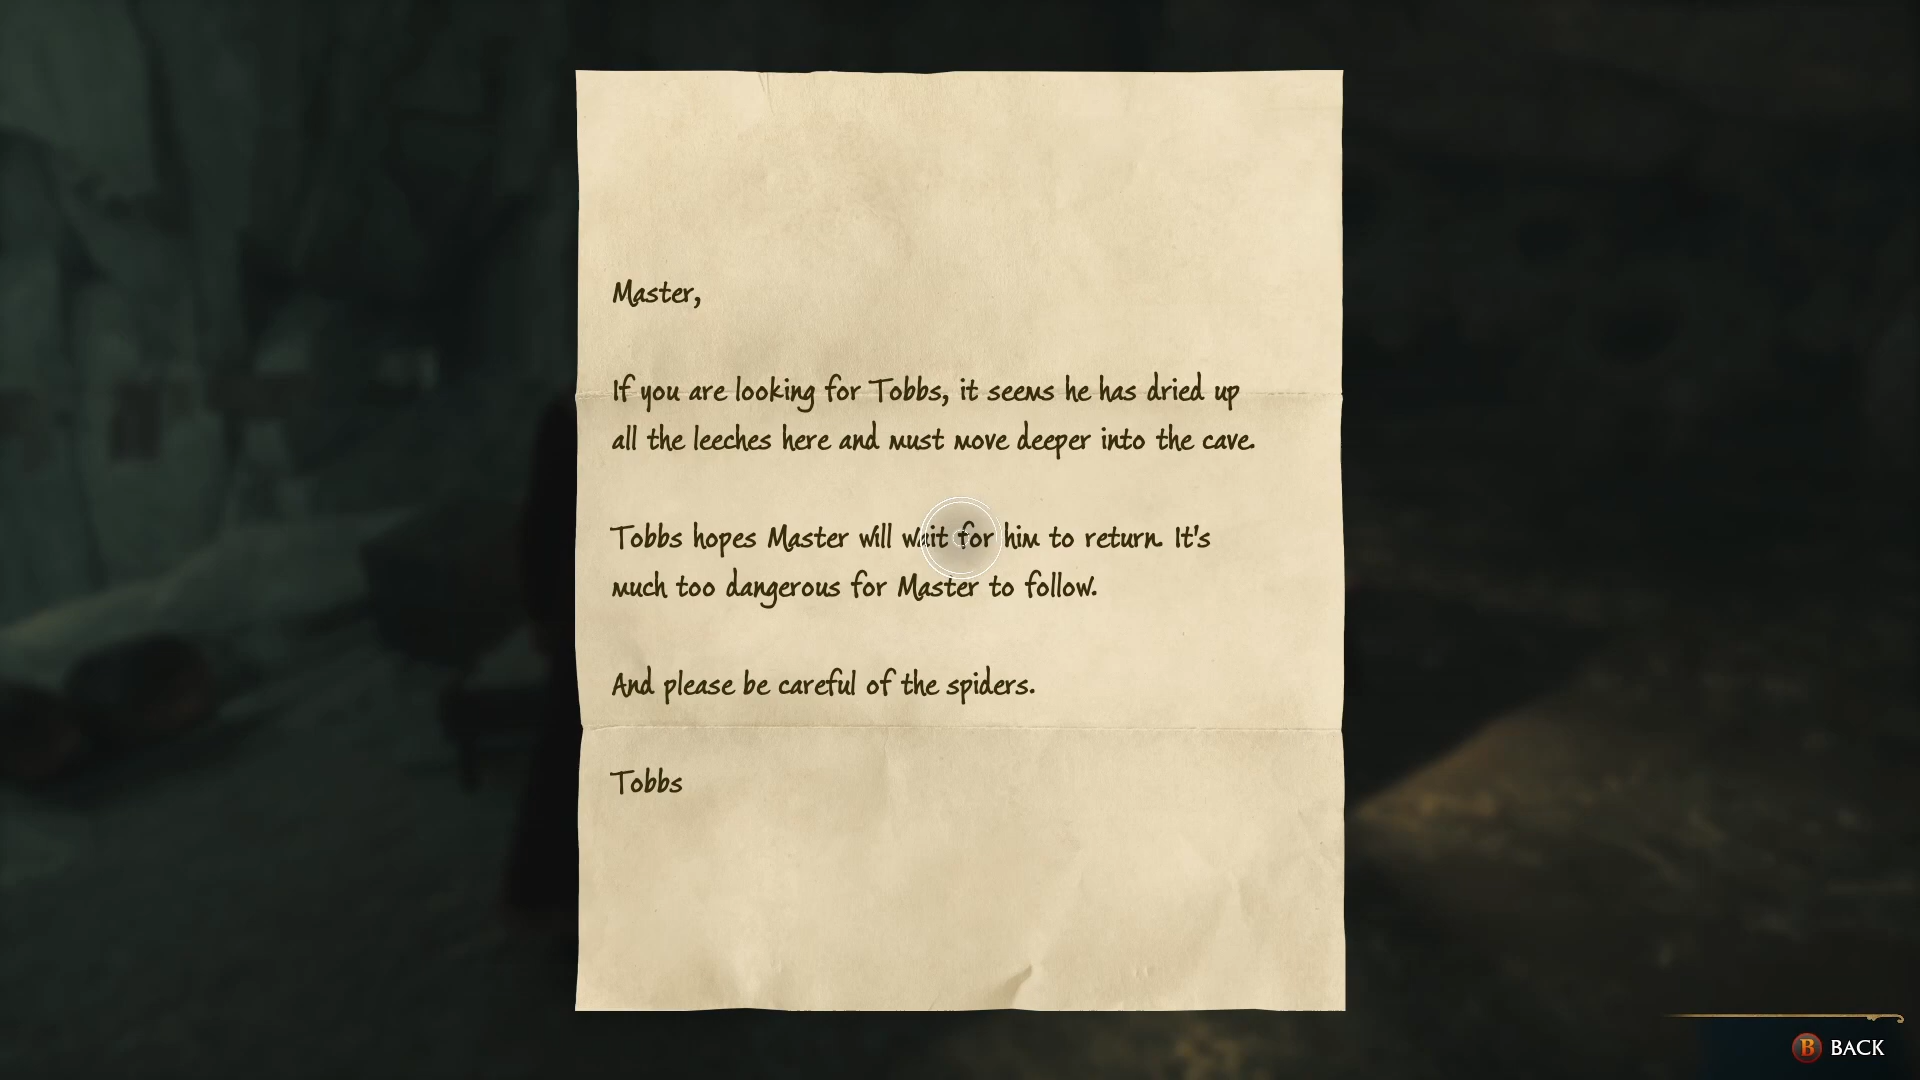 Master,
If you are looking for Tobbs, it seems he has dried up
all the leeches here and must move deeper into the cave.
Tobbs hopes Master will wait for him to return. It's
much too dangerous for Master to follow.
And please be careful of the spiders.
Tobbs
B BACK